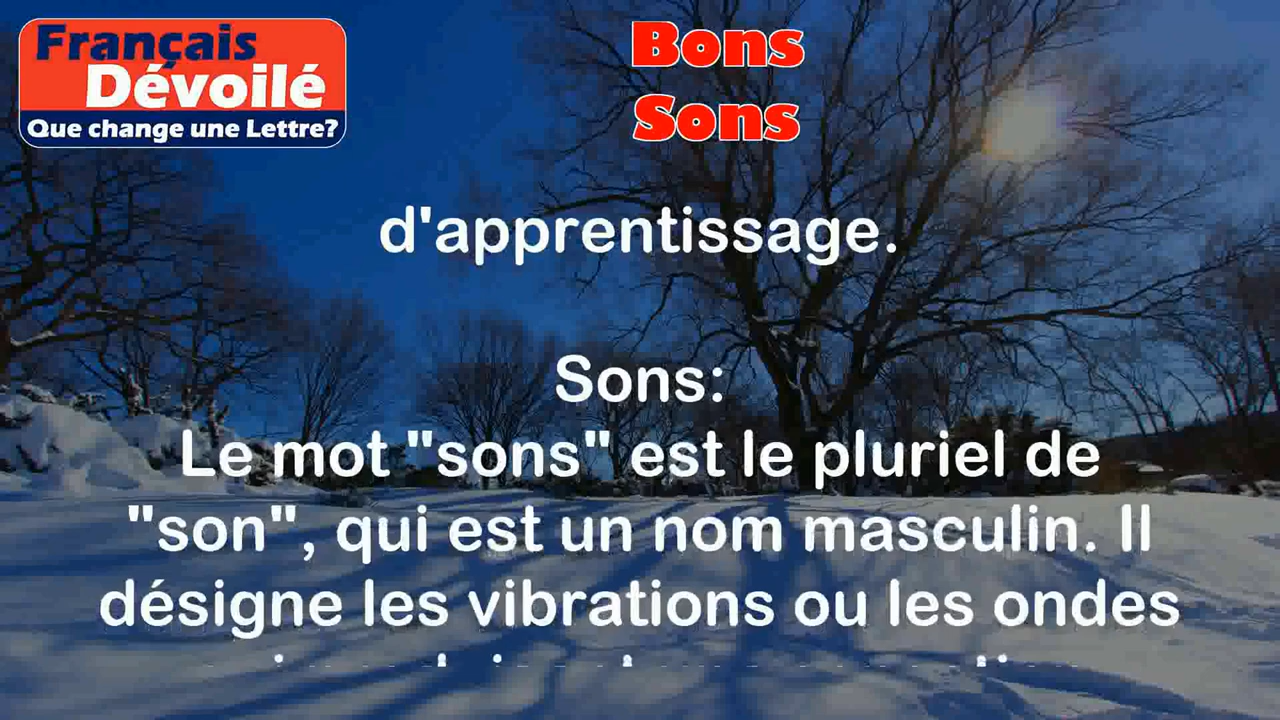 Français
Dévoilé
Que change une Lettre?
Bons
Sons
d'apprentissage.
Sons:
Le mot "sons" est le pluriel de
"son", qui est un nom masculin. Il
désigne les vibrations ou les ondes